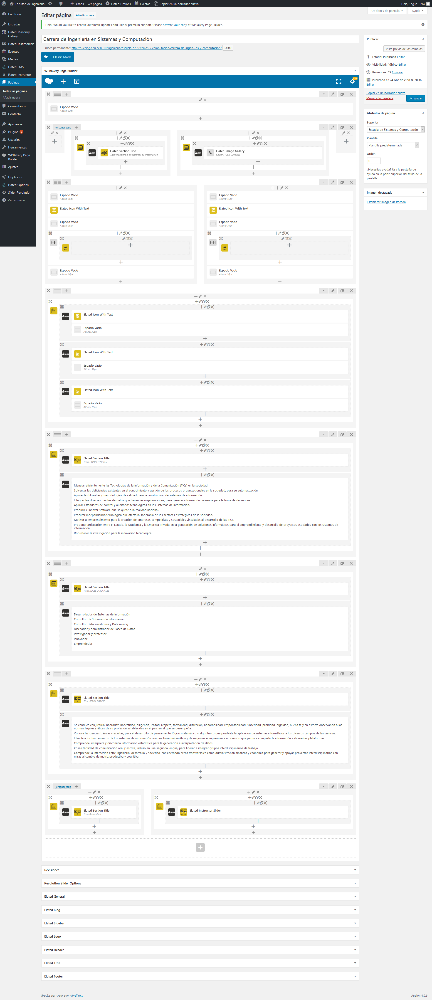 Facultad de Ingenieria 3 0 Añadir Ver página Elated Options Eventos Copiar en un borrador nuevo Hola, 1ng3n13r14
Opciones de pantalla Ayuda
Escritorio
Entradas
Elated Masonry
Gallery
Elated Testimonials
Eventos
Medios
Elated LMS
Elated Instructor
Páginas
Todas las páginas
Añadir nueva
Comentarios
Contacto
Apariencia
Plugins 3
Usuarios
Herramientas
WPBakery Page
Builder
Ajustes
Duplicator
Elated Options
Slider Revolution
Cerrar menú
Editar página Añadir nueva
Hola! Would you like to receive automatic updates and unlock premium support? Please activate your copy of WPBakery Page Builder.
Carrera de Ingeniería en Sistemas y Computación
Enlace permanente: http://puceing.edu.ec:8010/ingenieria/escuela-de-sistemas-y-computacion/carrera-de-ingen…as-y-computacion/ Editar
Classic Mode
WPBakery Page Builder
CSS
Espacio Vacío
Altura: 32px
Personalizado
LOGIN
Elated Section Title
Title: Ingeniero/a en Sistemas de Información
LOGIN
Elated Image Gallery
Gallery Type: Carousel
Espacio Vacío
Altura: 16px
Elated Icon With Text
Espacio Vacío
Altura: 16px
Espacio Vacío
Altura: 16px
Espacio Vacío
Altura: 16px
Elated Icon With Text
Espacio Vacío
Altura: 16px
Espacio Vacío
Altura: 16px
LOGIN
Elated Icon With Text
Espacio Vacío
Altura: 32px
LOGIN
Elated Icon With Text
Espacio Vacío
Altura: 32px
LOGIN
Elated Icon With Text
Espacio Vacío
Altura: 16px
LOGIN
Elated Section Title
Title: COMPETENCIAS
LOGIN
Manejar eficientemente las Tecnologías de la información y de la Comunicación (TICs) en la sociedad.
Solventar las deficiencias existentes en el conocimiento y gestión de los procesos organizacionales en la sociedad, para su automatización.
Aplicar las filosofías y metodologías de calidad para la construcción de sistemas de información.
Integrar las diversas fuentes de datos que tienen las organizaciones, para generar información necesaria para la toma de decisiones.
Aplicar estándares de control y auditorías tecnológicas en los Sistemas de Información.
Producir e innovar software que se ajuste a la realidad nacional.
Procurar independencia tecnológica que afecta la soberanía de los sectores estratégicos de la sociedad.
Motivar al emprendimiento para la creación de empresas competitivas y sostenibles vinculadas al desarrollo de las TICs.
Proponer articulación entre el Estado, la Academia y la Empresa Privada en la generación de soluciones informáticas para el emprendimiento y desarrollo de proyectos asociados con los sistemas de
información.
Robustecer la investigación para la innovación tecnológica.
LOGIN
Elated Section Title
Title: ROLES LABORALES
LOGIN
Desarrollador de Sistemas de Información
Consultor de Sistemas de Información
Consultor Data warehouse y Data mining
Diseñador y administrador de Bases de Datos
Investigador y professor
Innovador
Emprendedor
LOGIN
Elated Section Title
Title: PERFIL EGRESO
LOGIN
Se conduce con justicia, honradez, honestidad, diligencia, lealtad, respeto, formalidad, discreción, honorabilidad, responsabilidad, sinceridad, probidad, dignidad, buena fe y en estricta observancia a las
normas legales y éticas de su profesión establecidas en el país en el que se desempeña.
Conoce las ciencias básicas y exactas, para el desarrollo de pensamiento lógico matemático y algorítmico que posibilite la aplicación de sistemas informáticos a los diversos campos de las ciencias.
Identifica los fundamentos de los sistemas de información con una base matemática y de negocios e imple-menta un servicio que permita compartir la información a diferentes plataformas.
Comprende, interpreta y discrimina información estadística para la generación e interpretación de datos.
Posee facilidad de comunicación oral y escrita, incluso en una segunda lengua, para liderar e integrar grupos interdisciplinarios de trabajo.
Comprende la interacción entre ingeniería, desarrollo y sociedad, considerando áreas transversales como administración, finanzas y economía para generar y apoyar proyectos interdisciplinarios con
miras al cambio de matriz productiva y cognitiva.
Personalizado
LOGIN
Elated Section Title
Title: Autoridades
LOGIN
Elated Instructor Slider
Revisiones
Revolution Slider Options
Elated General
Elated Blog
Elated Sidebar
Elated Logo
Elated Header
Elated Title
Elated Footer
Publicar
Vista previa de los cambios
Estado: Publicada Editar
Visibilidad: Público Editar
Revisiones: 55 Explorar
Publicada el: 24 Abr de 2018 @ 20:36
Editar
Copiar en un borrador nuevo
Mover a la papelera Actualizar
Atributos de página
Superior
Escuela de Sistemas y Computación
Plantilla
Plantilla predeterminada
Orden
0
¿Necesitas ayuda? Usa la pestaña de
ayuda en la parte superior del título de la
pantalla.
Imagen destacada
Establecer imagen destacada
Gracias por crear con WordPress. Versión 4.9.6